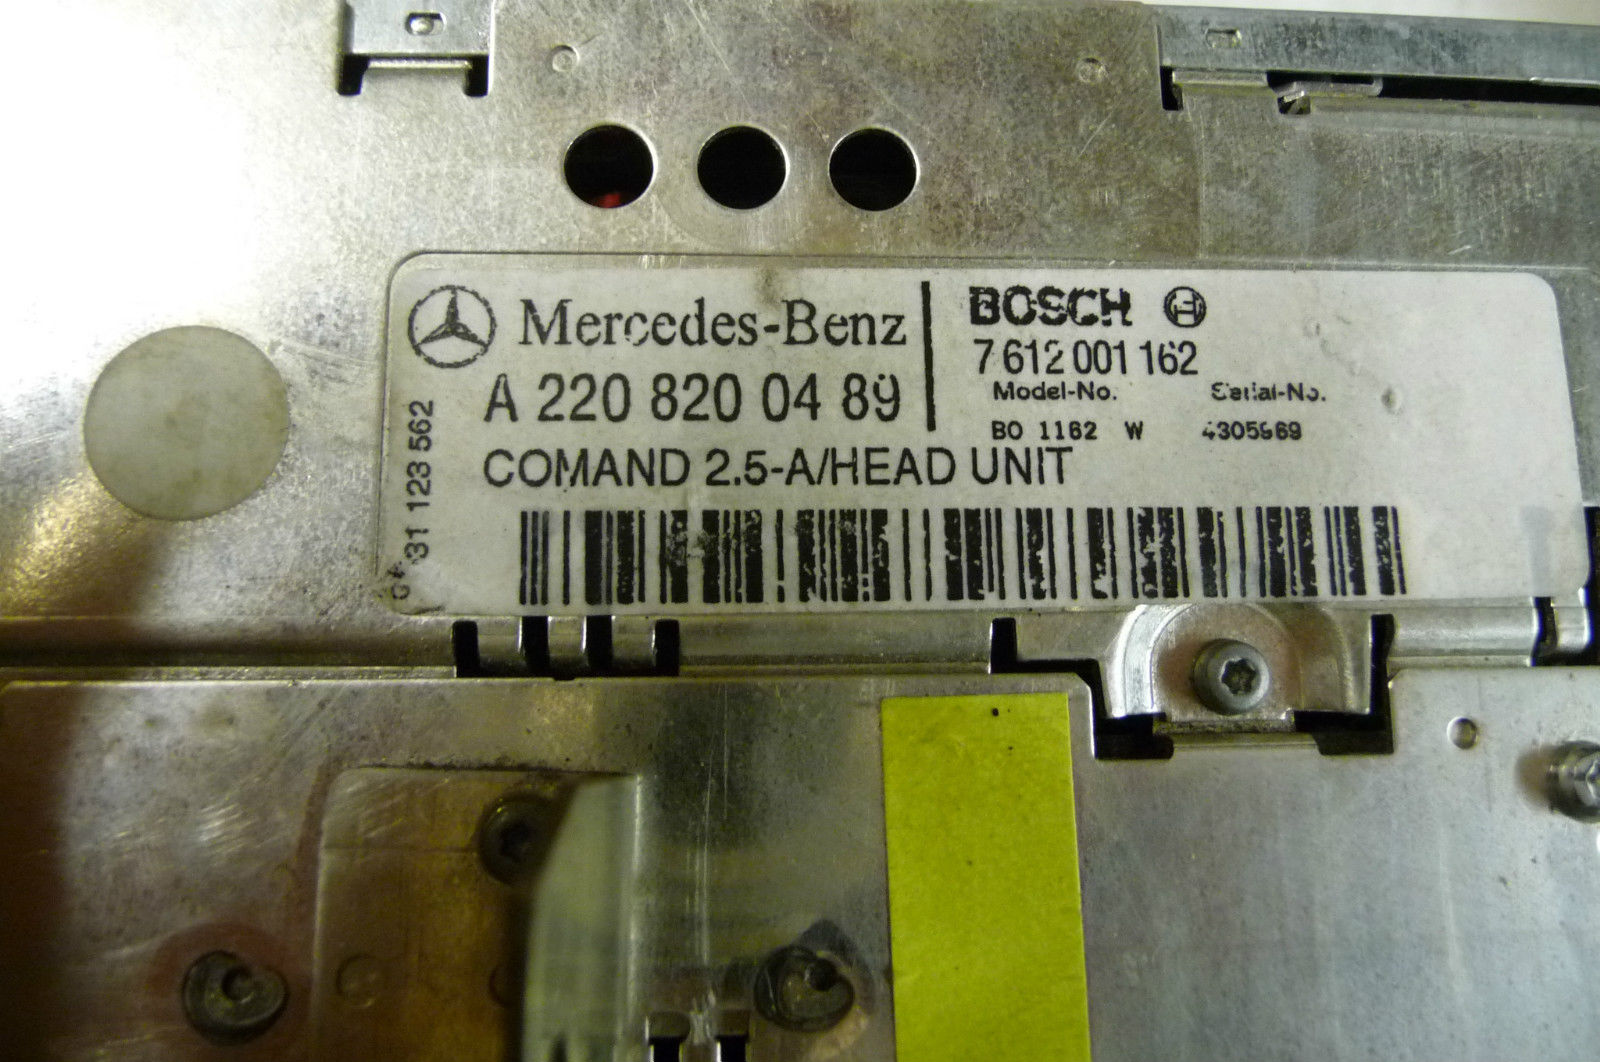 Mercedes-Benz
A 220 820 04 89
COMAND 2.5-A/HEAD UNIT
BOSCH
7 612 001 162
Model-No. Serial-No.
BO 1162 W
31 123 562